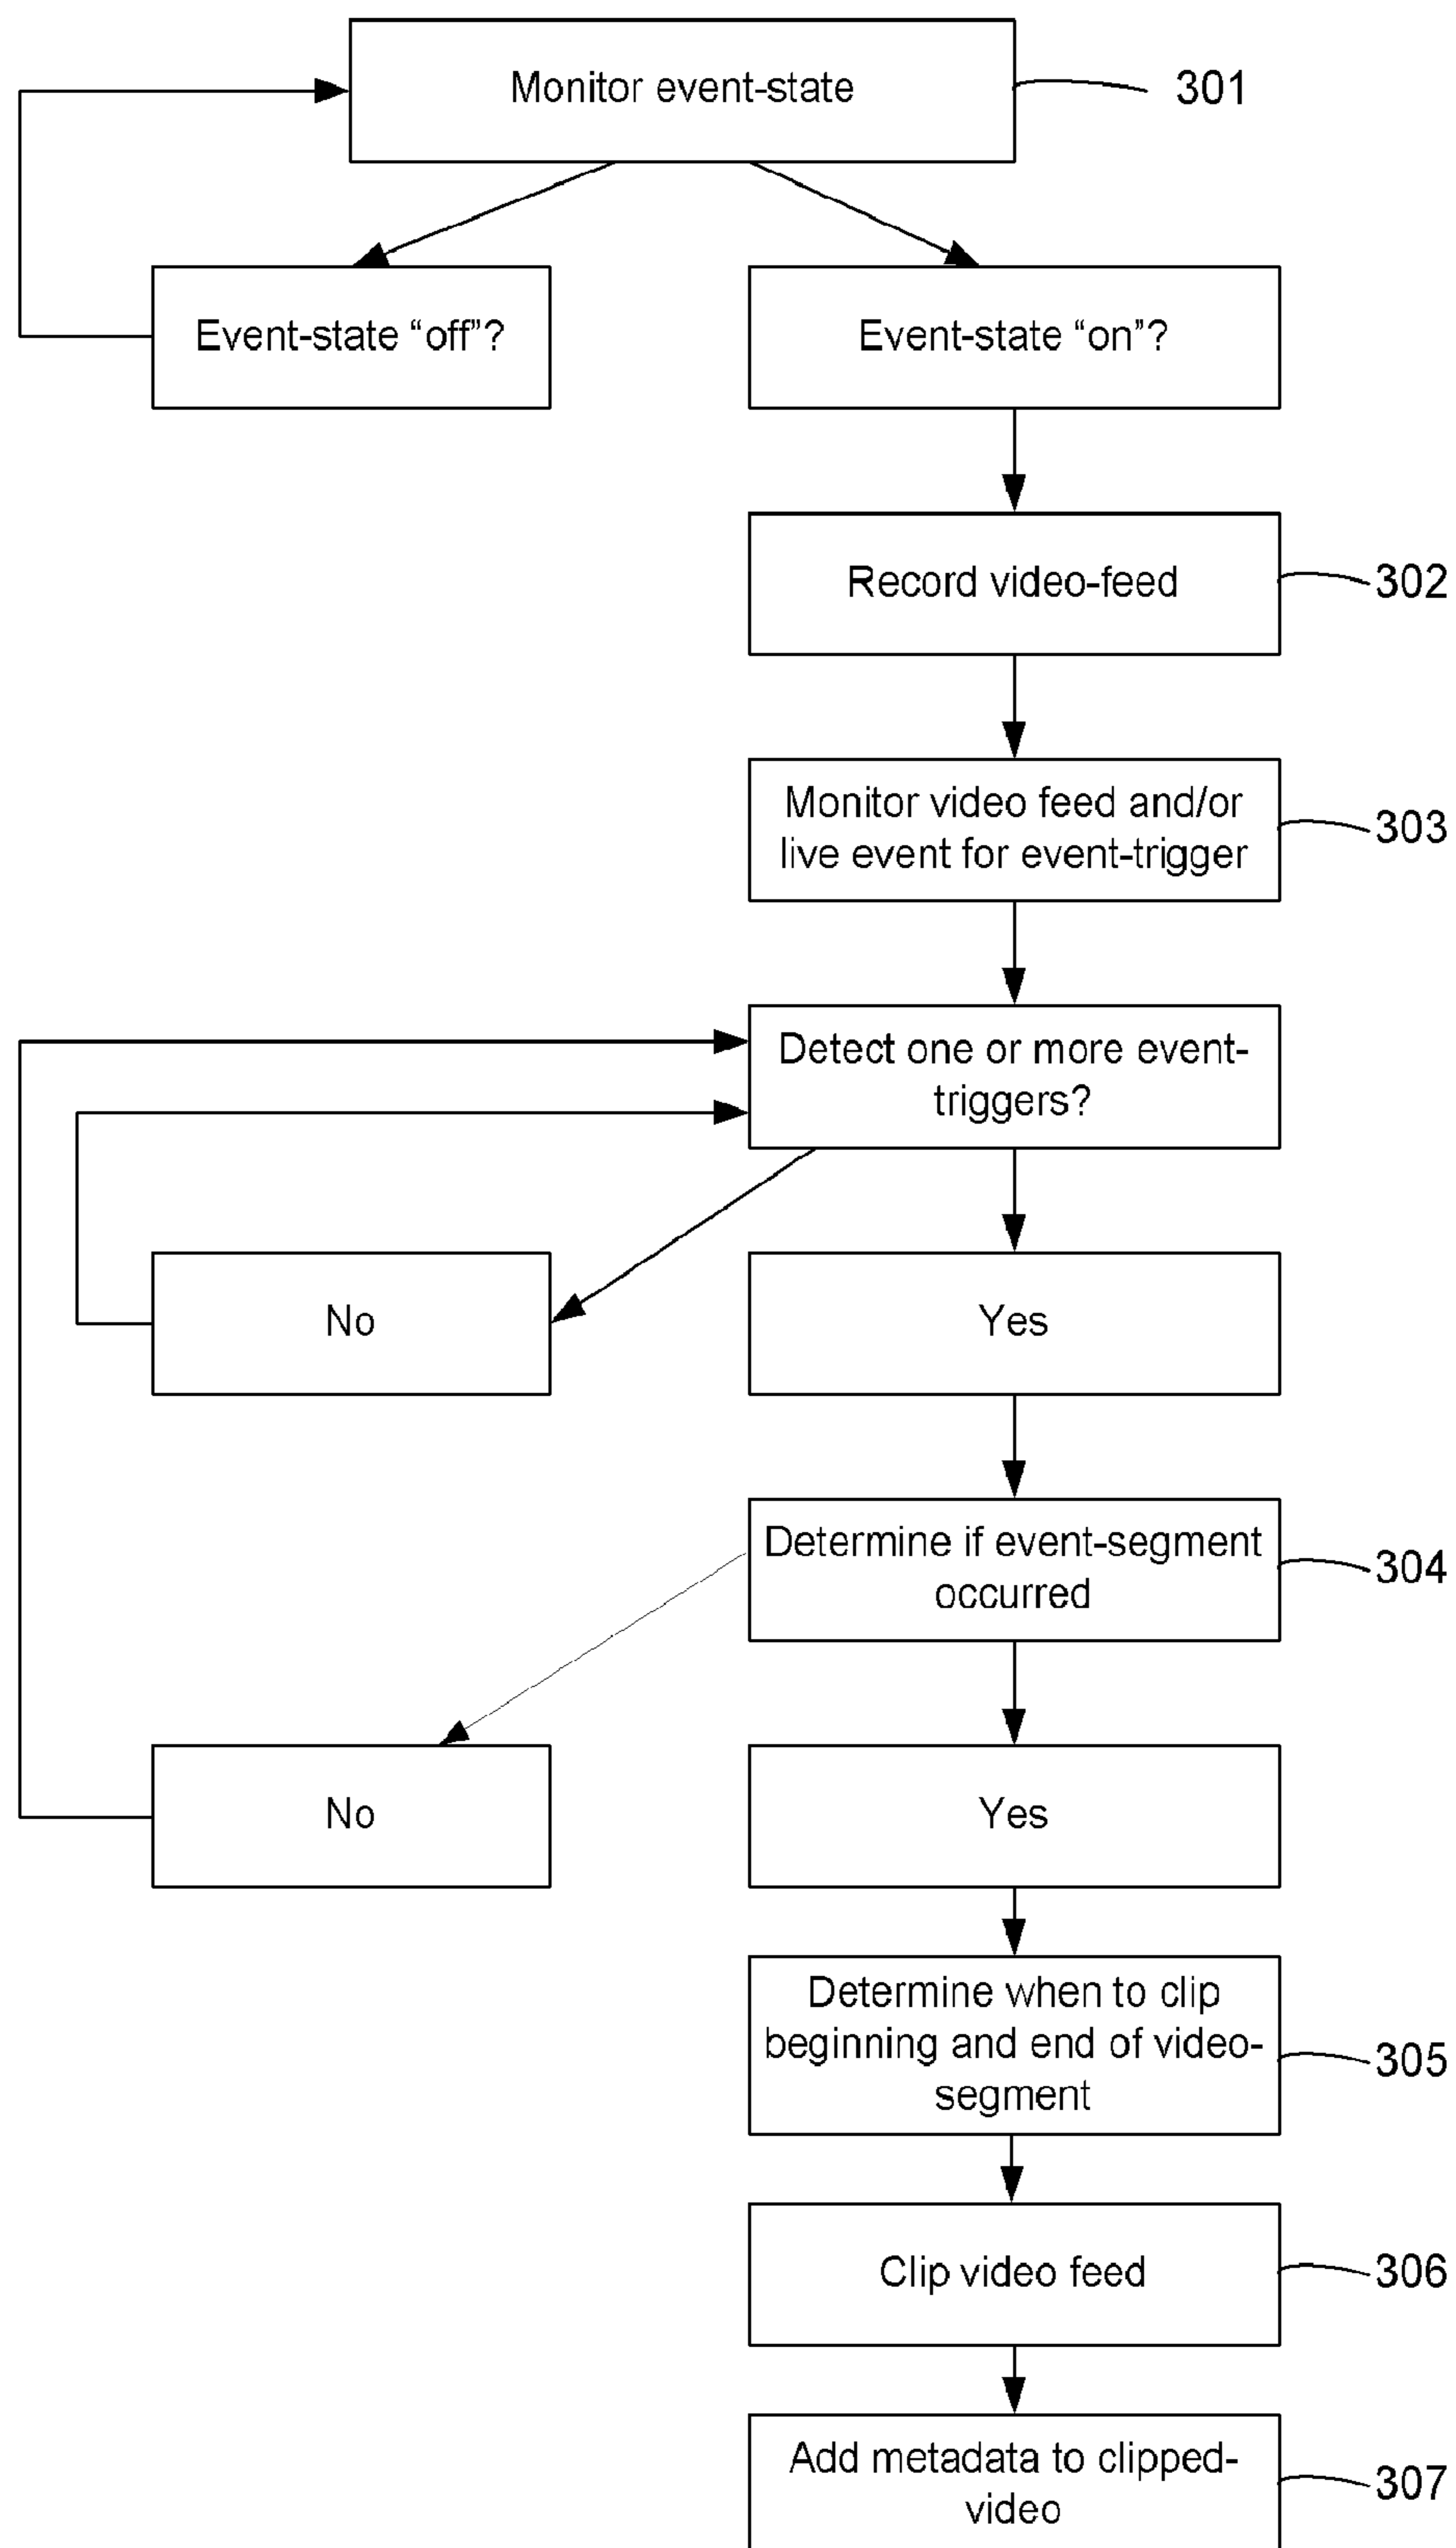 Monitor event-state
301
Event-state “off”?
Event-state “on”?
Record video-feed
302
Monitor video feed and/or
live event for event-trigger
303
Detect one or more event-
triggers?
No
Yes
Determine if event-segment
occurred
304
No
Yes
Determine when to clip
beginning and end of video-
segment
305
Clip video feed
306
Add metadata to clipped-
video
307